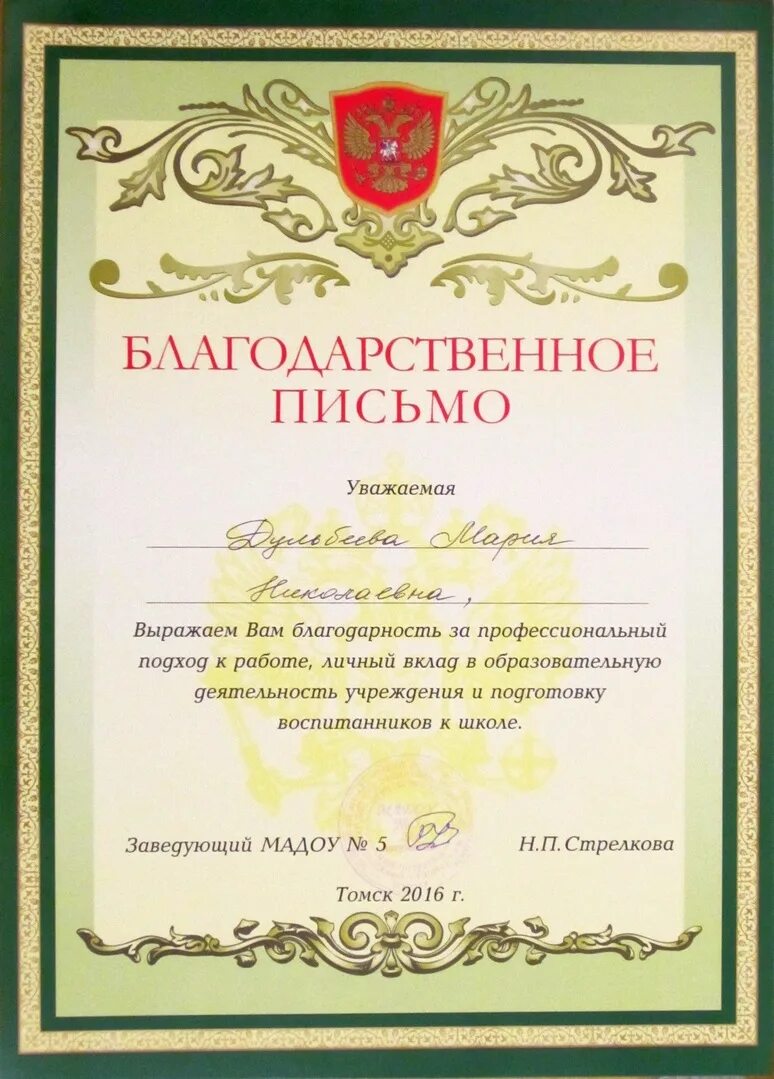 БЛАГОДАРСТВЕННОЕ
ПИСЬМО
Уважаемая
Дульбеева Мария
Николаевна,
Выражаем Вам благодарность за профессиональный
подход к работе, личный вклад в образовательную
деятельность учреждения и подготовку
воспитанников к школе.
Заведующий МАДОУ № 5 Н.П.Стрелкова
Томск 2016 г.